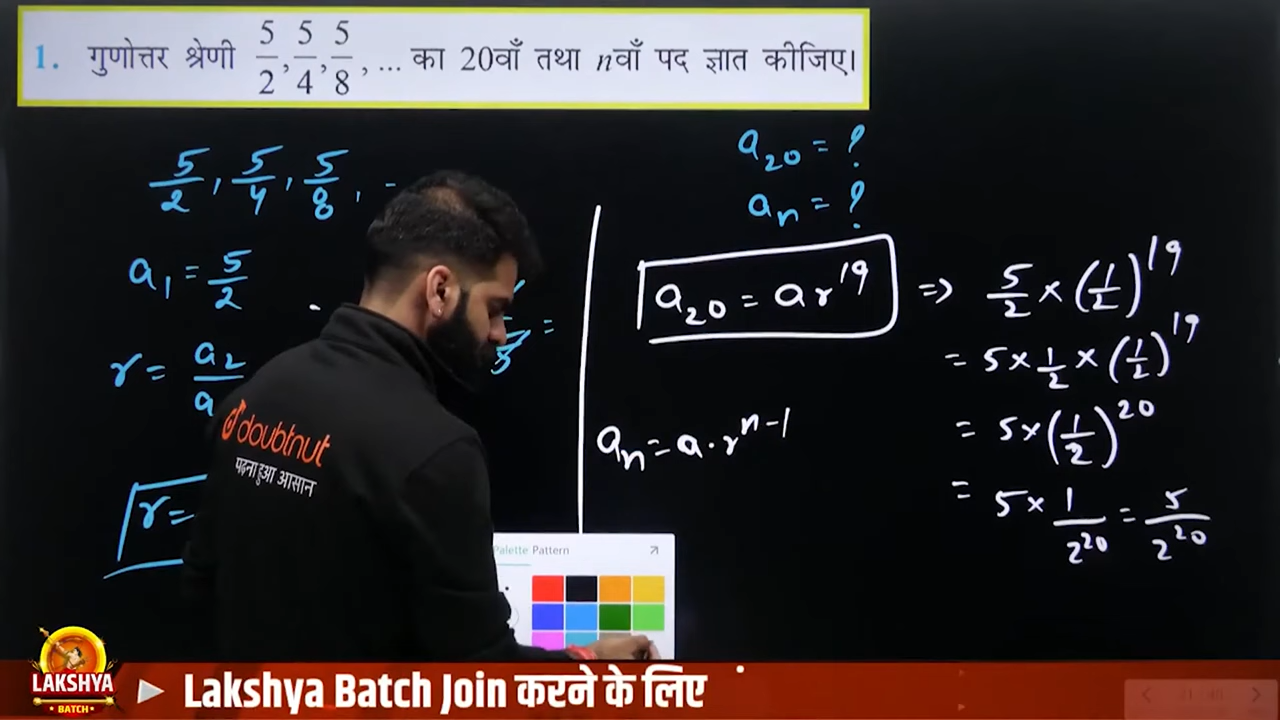 1. गुणोत्तर श्रेणी 5/2, 5/4, 5/8, ... का 20वाँ तथा nवाँ पद ज्ञात कीजिए।
a₂₀ = ?
aₙ = ?
5/2, 5/4, 5/8, -
a₁ = 5/2
r = a₂/a
r =
a₂₀ = ar¹⁹ ⇒ 5/2 × (1/2)¹⁹
= 5 × 1/2 × (1/2)¹⁹
= 5 × (1/2)²⁰
= 5 × 1/2²⁰ = 5/2²⁰
aₙ = a · rⁿ⁻¹
doubtnut
पढ़ना हुआ आसान
Palette Pattern
LAKSHYA
BATCH
Lakshya Batch Join करने के लिए